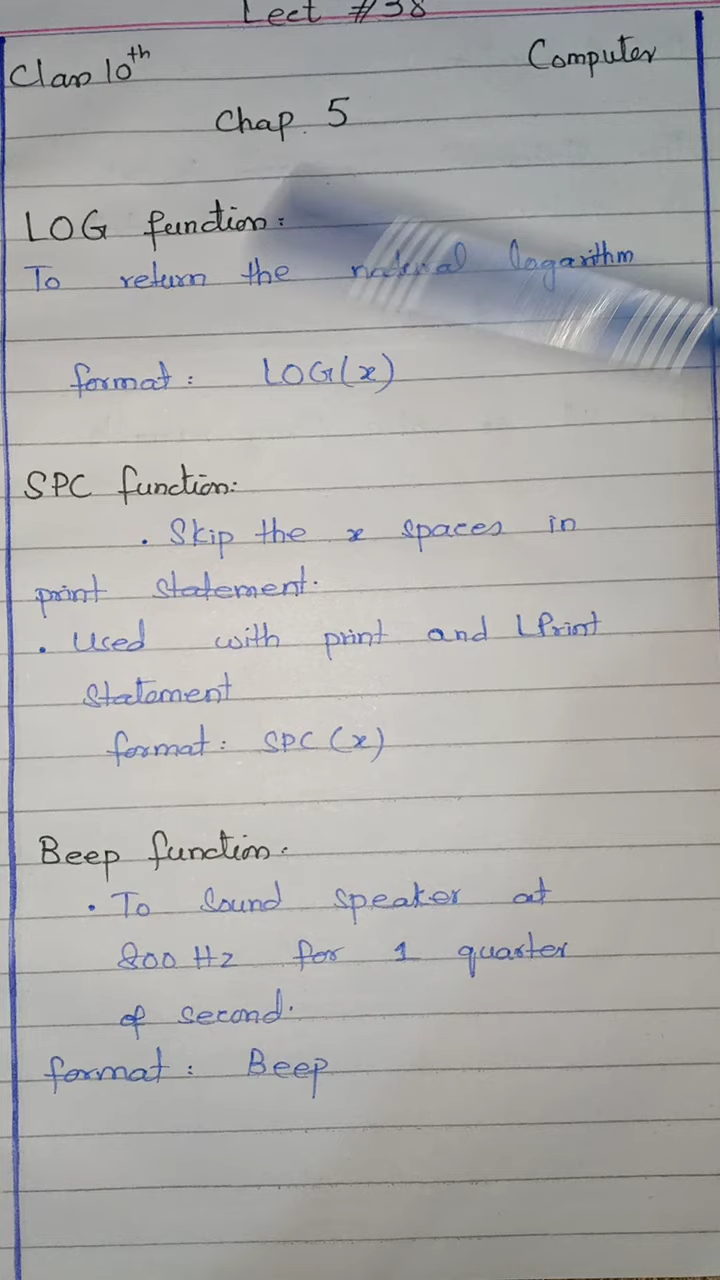 Lect #38
Class 10th Computer
Chap. 5
LOG function:
To return the natural logarithm
format: LOG(x)
SPC function:
. Skip the x spaces in
print statement.
. Used with print and LPrint
statement
format: SPC (x)
Beep function.
. To sound speaker at
800 Hz for 1 quarter
of second.
format: Beep